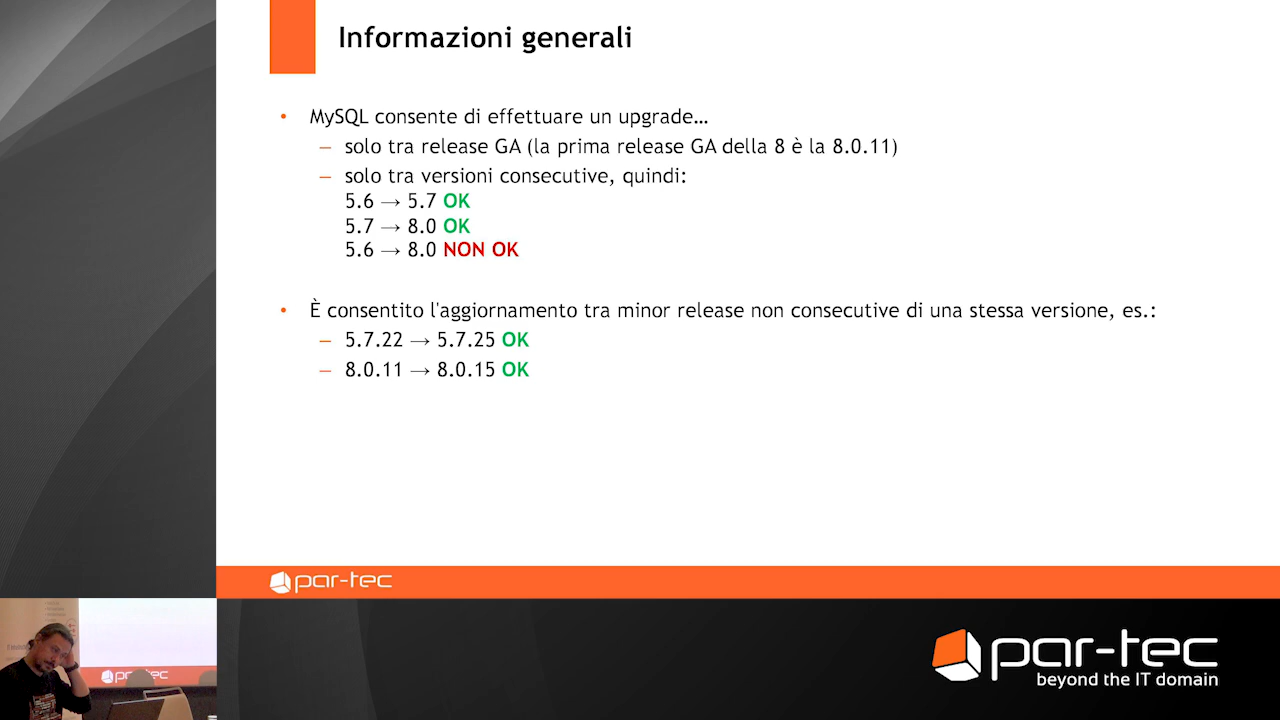 Informazioni generali
• MySQL consente di effettuare un upgrade…
– solo tra release GA (la prima release GA della 8 è la 8.0.11)
– solo tra versioni consecutive, quindi:
5.6 → 5.7 OK
5.7 → 8.0 OK
5.6 → 8.0 NON OK
• È consentito l'aggiornamento tra minor release non consecutive di una stessa versione, es.:
– 5.7.22 → 5.7.25 OK
– 8.0.11 → 8.0.15 OK
par-tec
par-tec
par-tec
beyond the IT domain